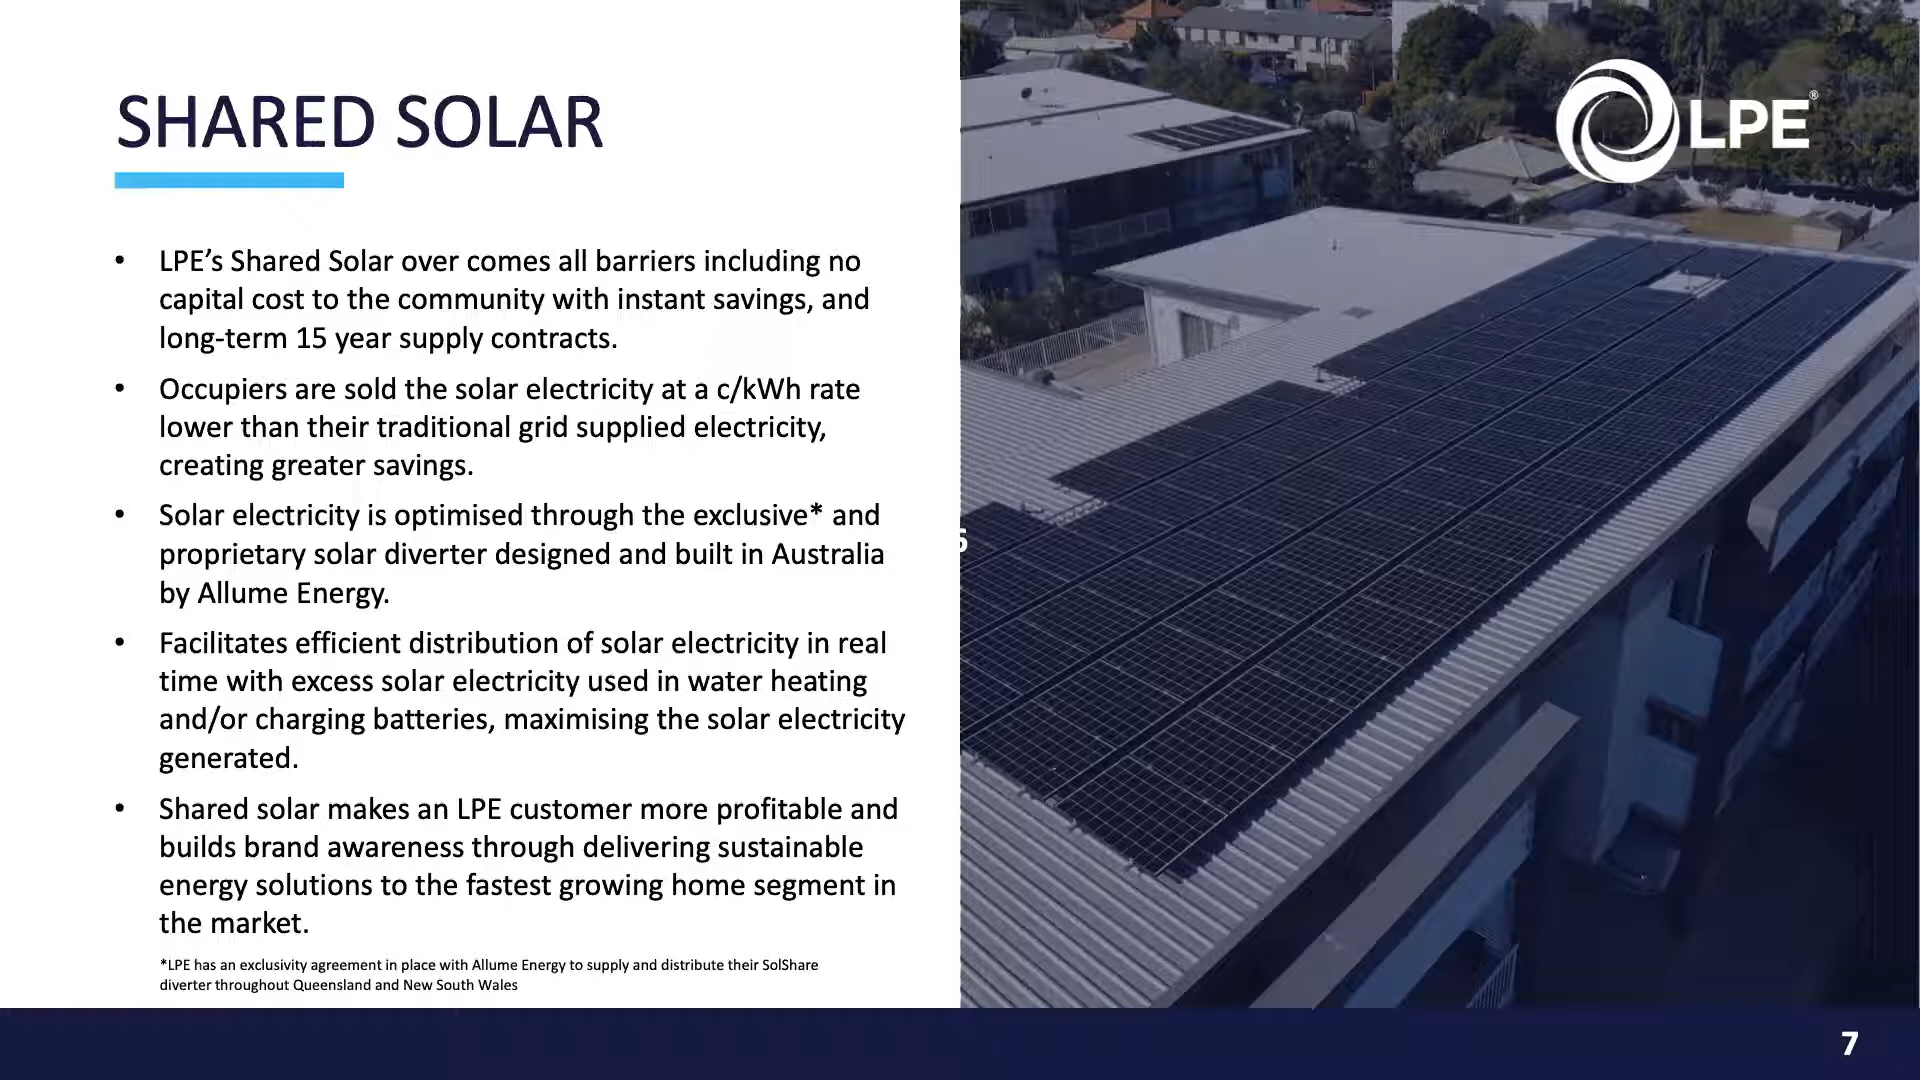 SHARED SOLAR
LPE®
• LPE’s Shared Solar over comes all barriers including no
capital cost to the community with instant savings, and
long-term 15 year supply contracts.
• Occupiers are sold the solar electricity at a c/kWh rate
lower than their traditional grid supplied electricity,
creating greater savings.
• Solar electricity is optimised through the exclusive* and
proprietary solar diverter designed and built in Australia
by Allume Energy.
• Facilitates efficient distribution of solar electricity in real
time with excess solar electricity used in water heating
and/or charging batteries, maximising the solar electricity
generated.
• Shared solar makes an LPE customer more profitable and
builds brand awareness through delivering sustainable
energy solutions to the fastest growing home segment in
the market.
*LPE has an exclusivity agreement in place with Allume Energy to supply and distribute their SolShare
diverter throughout Queensland and New South Wales
7